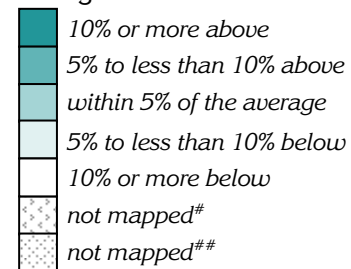 10% or more above
5% to less than 10% above
within 5% of the average
5% to less than 10% below
10% or more below
not mapped#
not mapped##